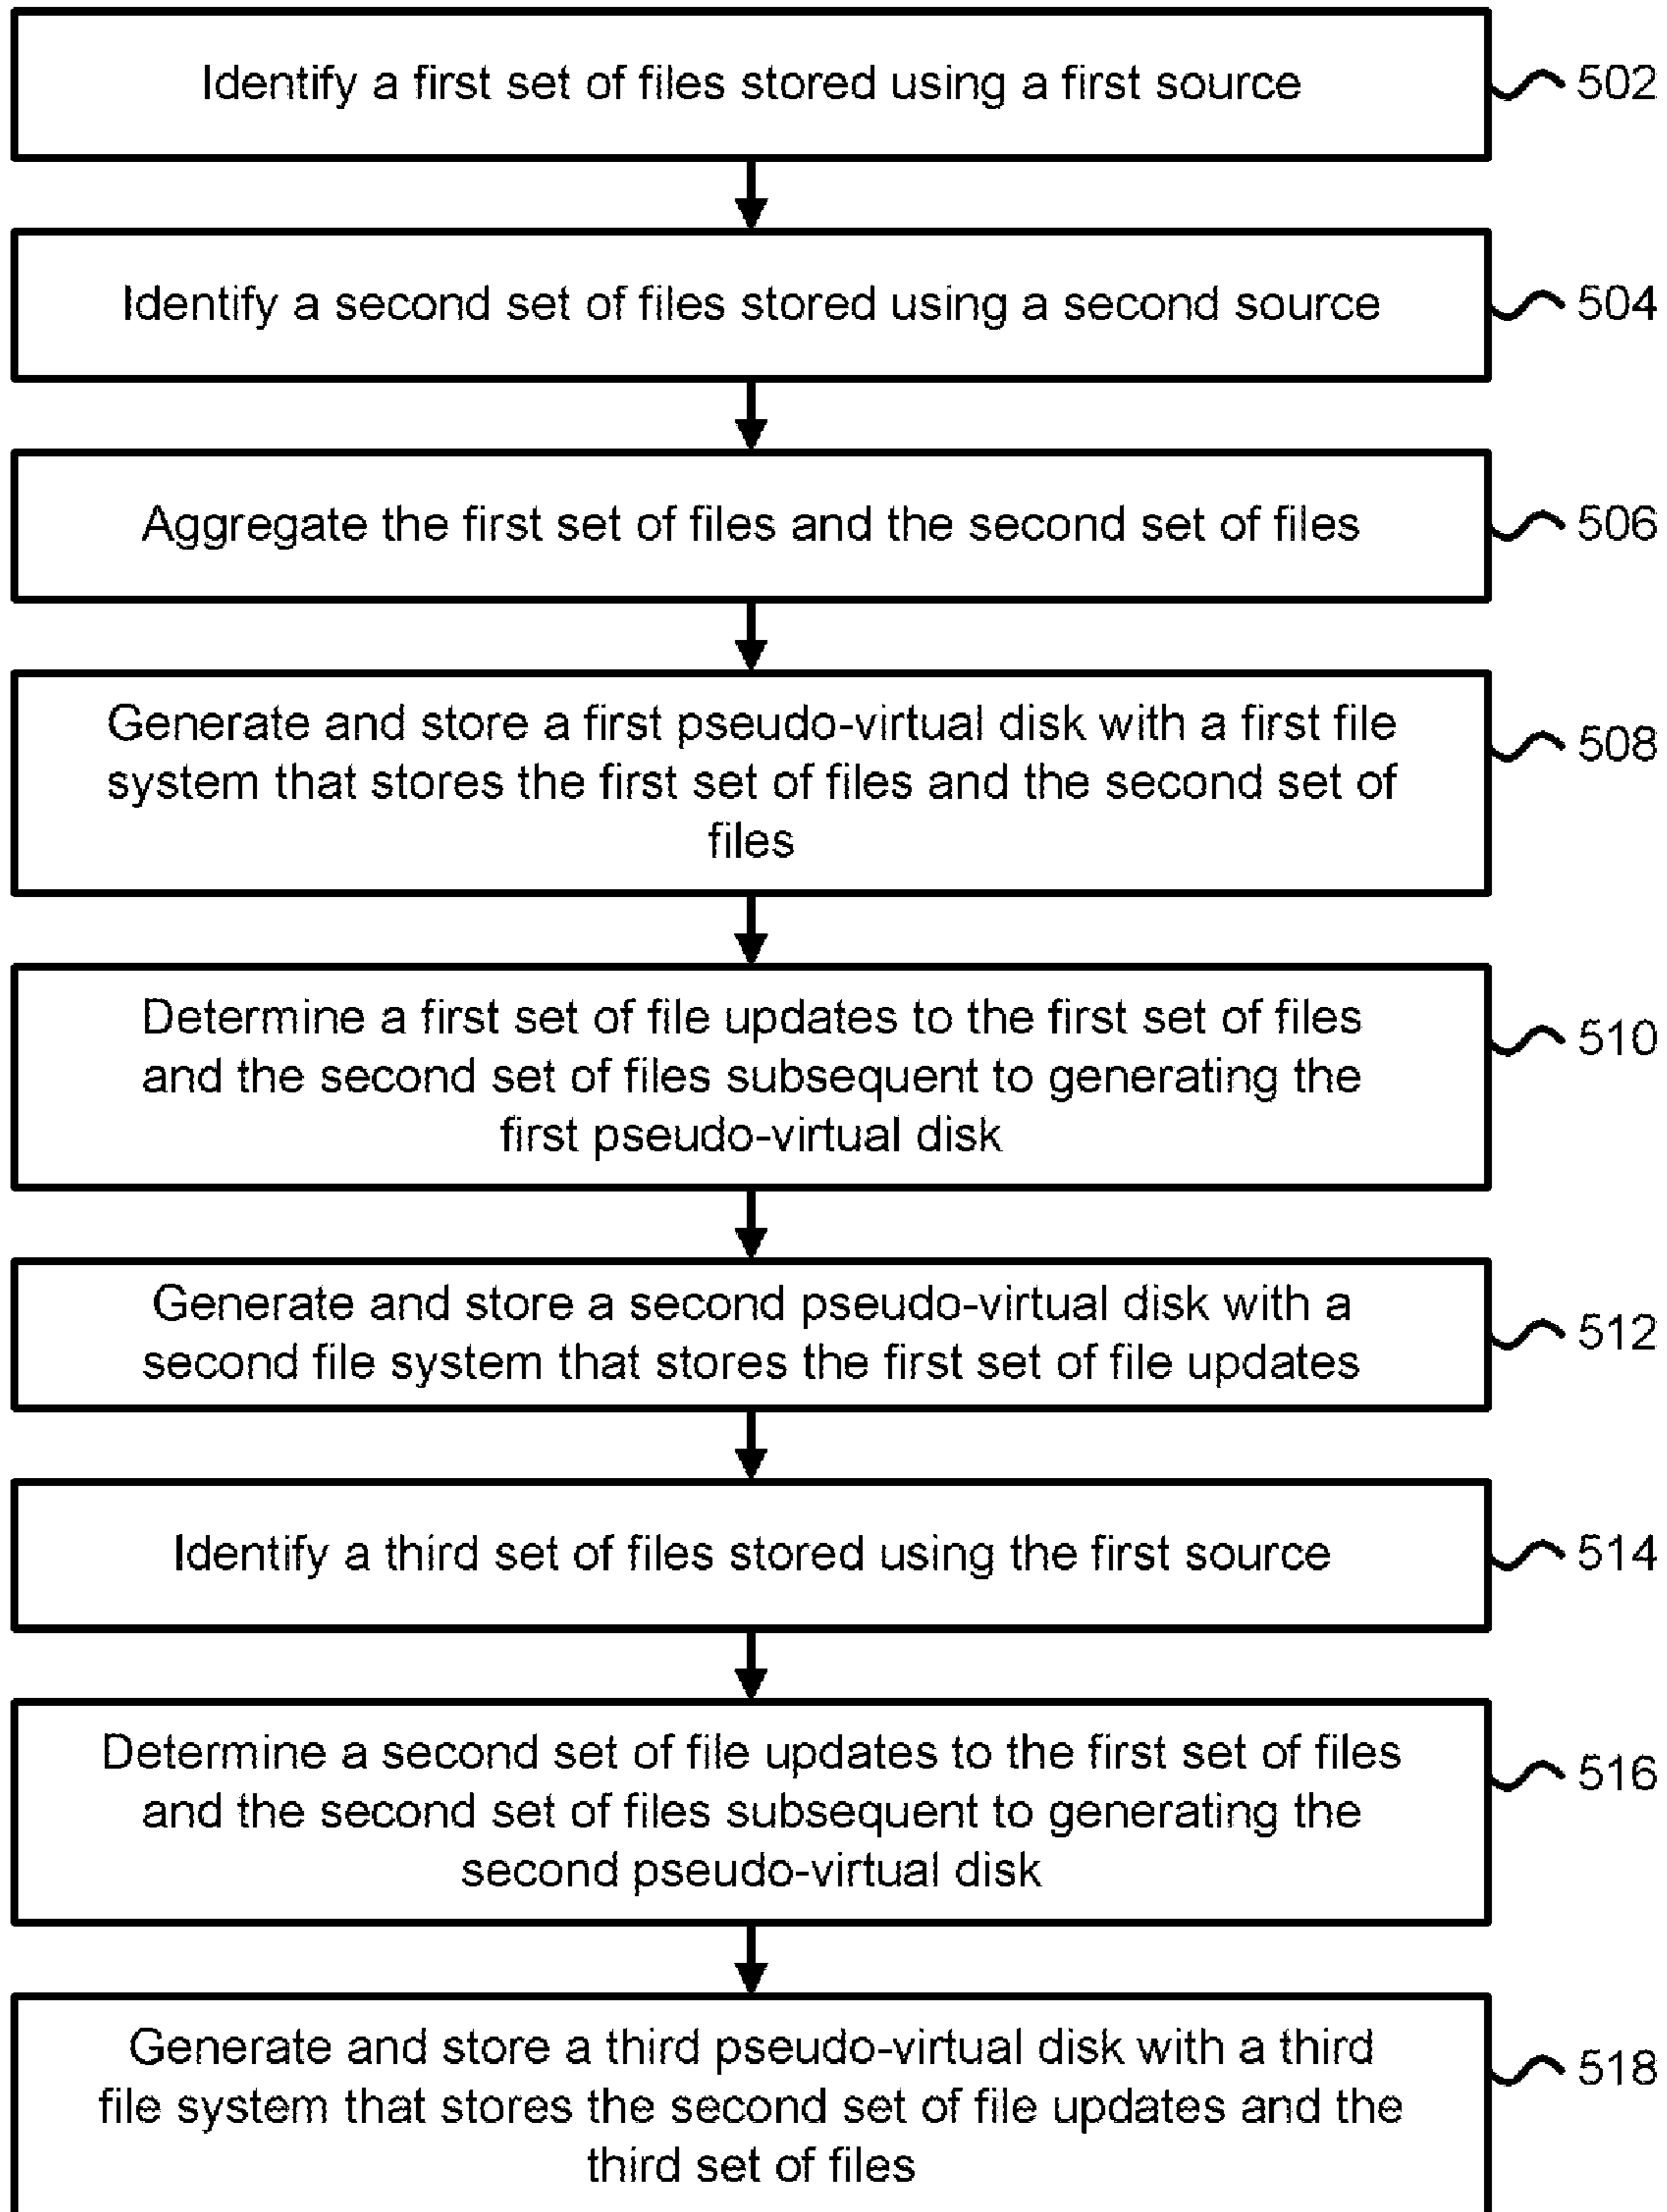 Identify a first set of files stored using a first source
502
Identify a second set of files stored using a second source
504
Aggregate the first set of files and the second set of files
506
Generate and store a first pseudo-virtual disk with a first file
system that stores the first set of files and the second set of
files
508
Determine a first set of file updates to the first set of files
and the second set of files subsequent to generating the
first pseudo-virtual disk
510
Generate and store a second pseudo-virtual disk with a
second file system that stores the first set of file updates
512
Identify a third set of files stored using the first source
514
Determine a second set of file updates to the first set of files
and the second set of files subsequent to generating the
second pseudo-virtual disk
516
Generate and store a third pseudo-virtual disk with a third
file system that stores the second set of file updates and the
third set of files
518